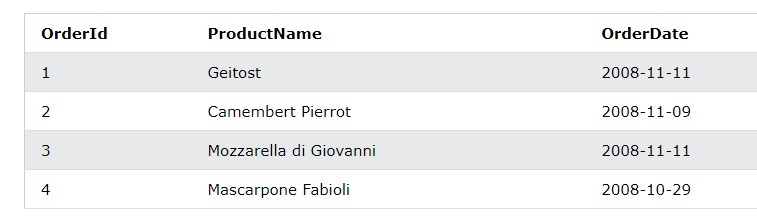 OrderId ProductName OrderDate
1 Geitost 2008-11-11
2 Camembert Pierrot 2008-11-09
3 Mozzarella di Giovanni 2008-11-11
4 Mascarpone Fabioli 2008-10-29